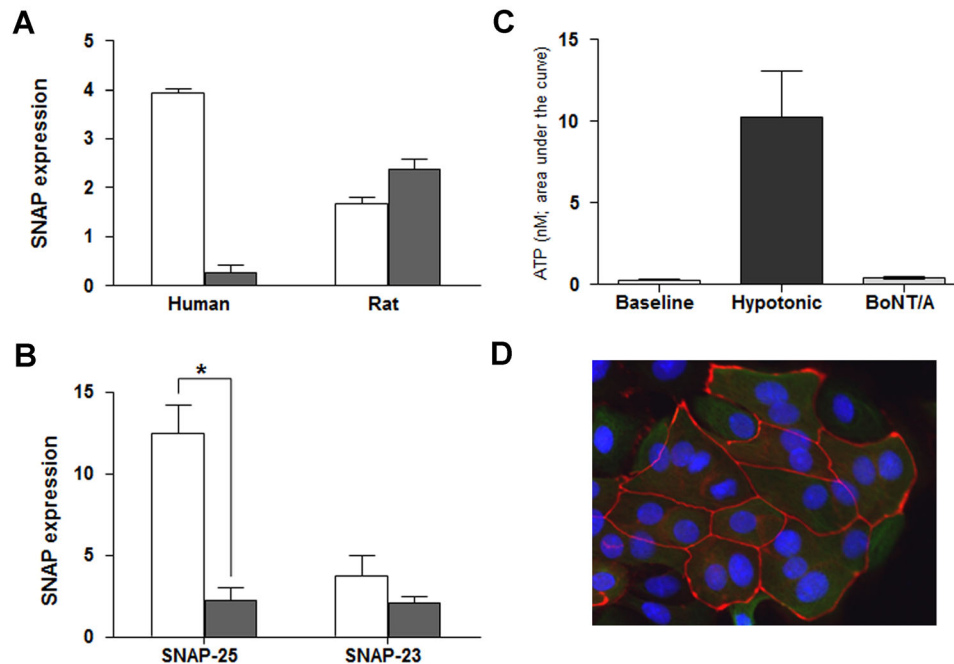 A
SNAP expression
5
4
3
2
1
0
Human
Rat
B
SNAP expression
15
10
5
0
*
SNAP-25
SNAP-23
C
ATP (nM; area under the curve)
15
10
5
0
Baseline
Hypotonic
BoNT/A
D